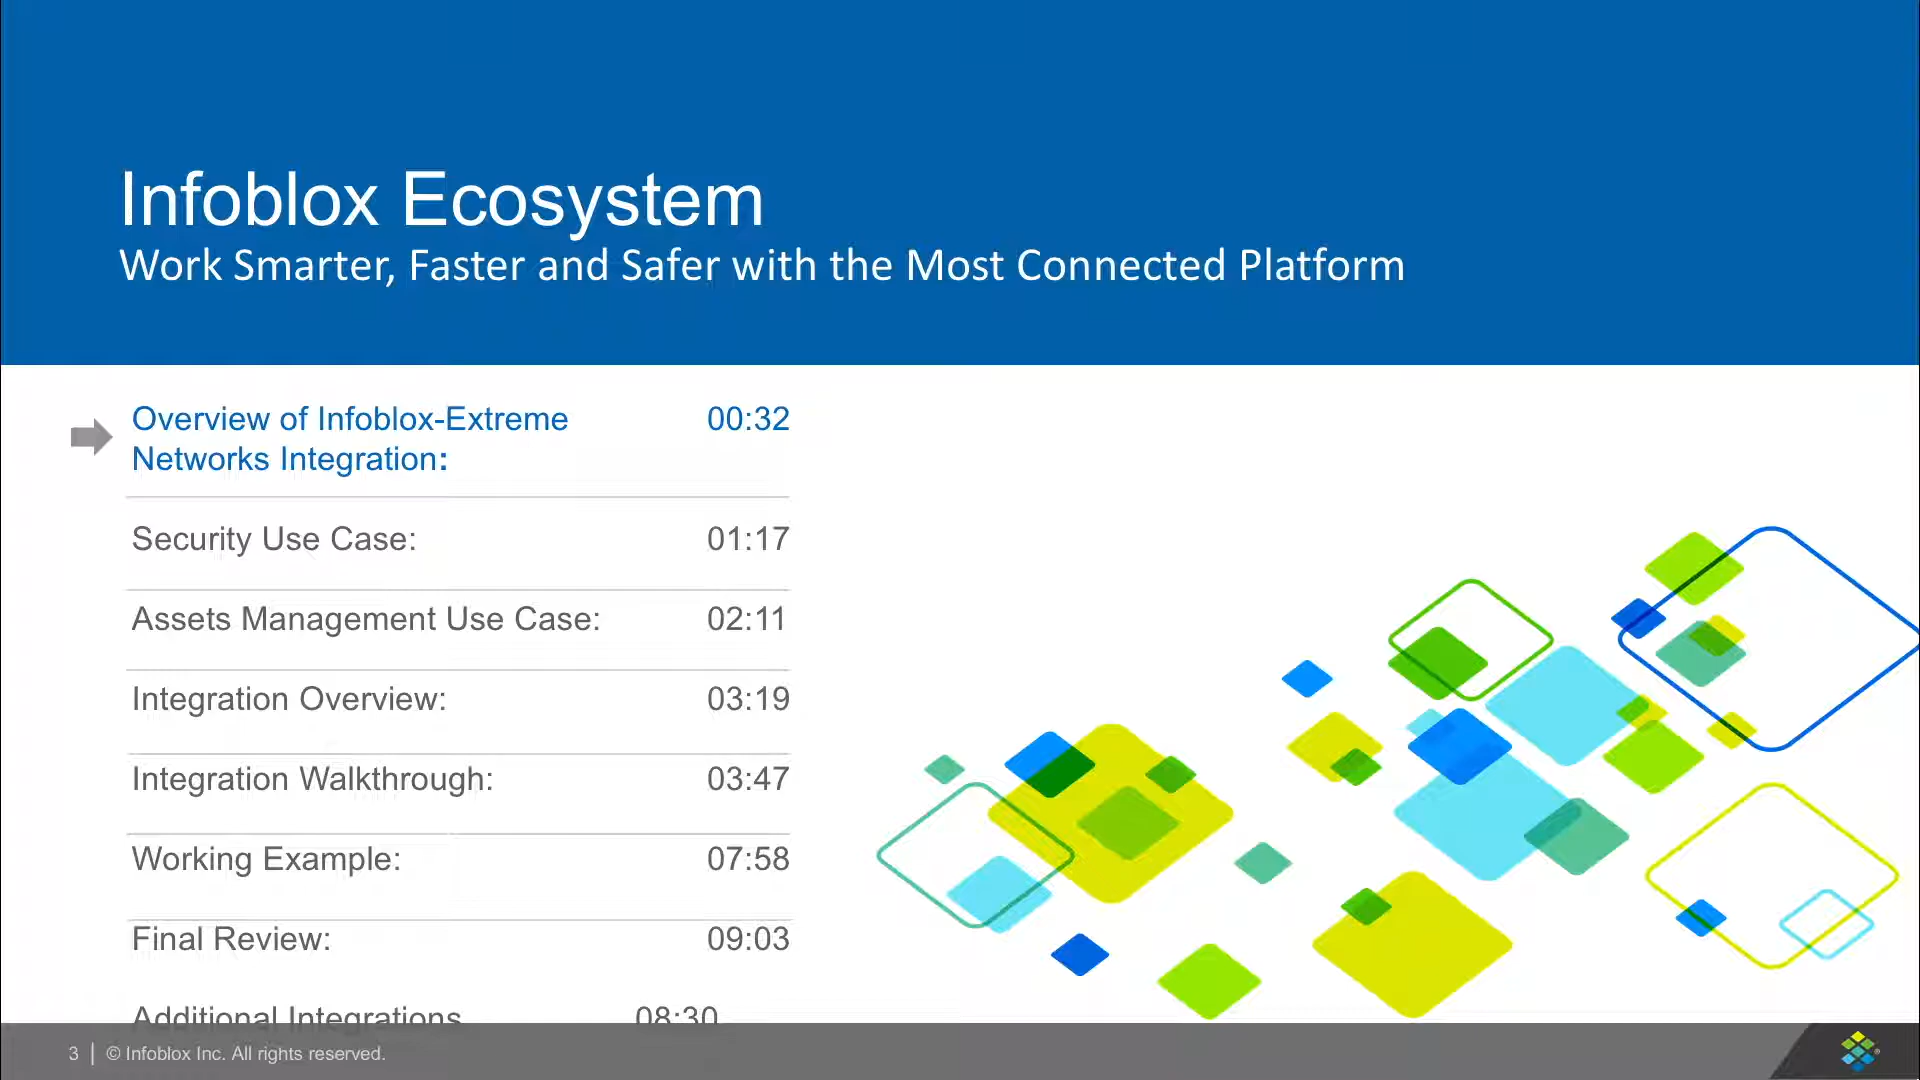 Infoblox Ecosystem
Work Smarter, Faster and Safer with the Most Connected Platform
Overview of Infoblox-Extreme 00:32
Networks Integration:
Security Use Case: 01:17
Assets Management Use Case: 02:11
Integration Overview: 03:19
Integration Walkthrough: 03:47
Working Example: 07:58
Final Review: 09:03
Additional Integrations 08:30
3 | © Infoblox Inc. All rights reserved.